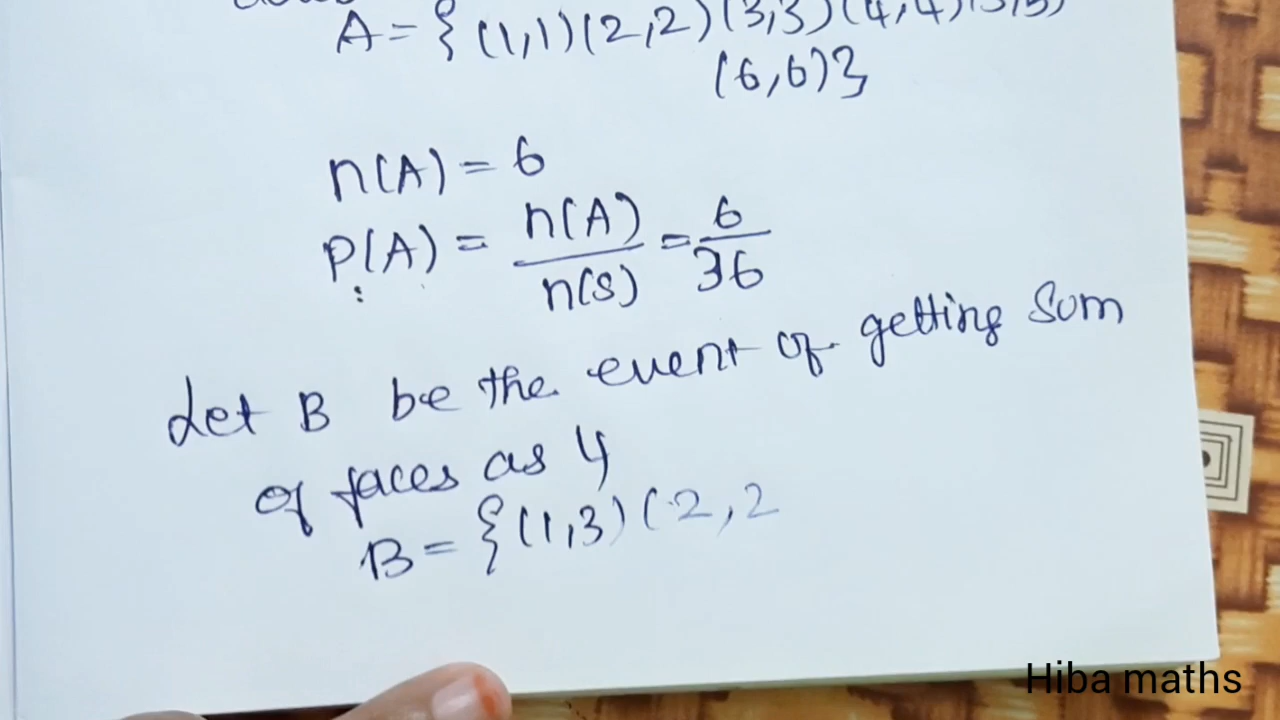 A = { (1,1) (2,2) (3,3) (4,4) (5,5)
(6,6) }
n(A) = 6
P(A) = n(A) / n(S) = 6 / 36
Let B be the event of getting Sum
of faces as 4
B = { (1,3) (2,2
Hiba maths